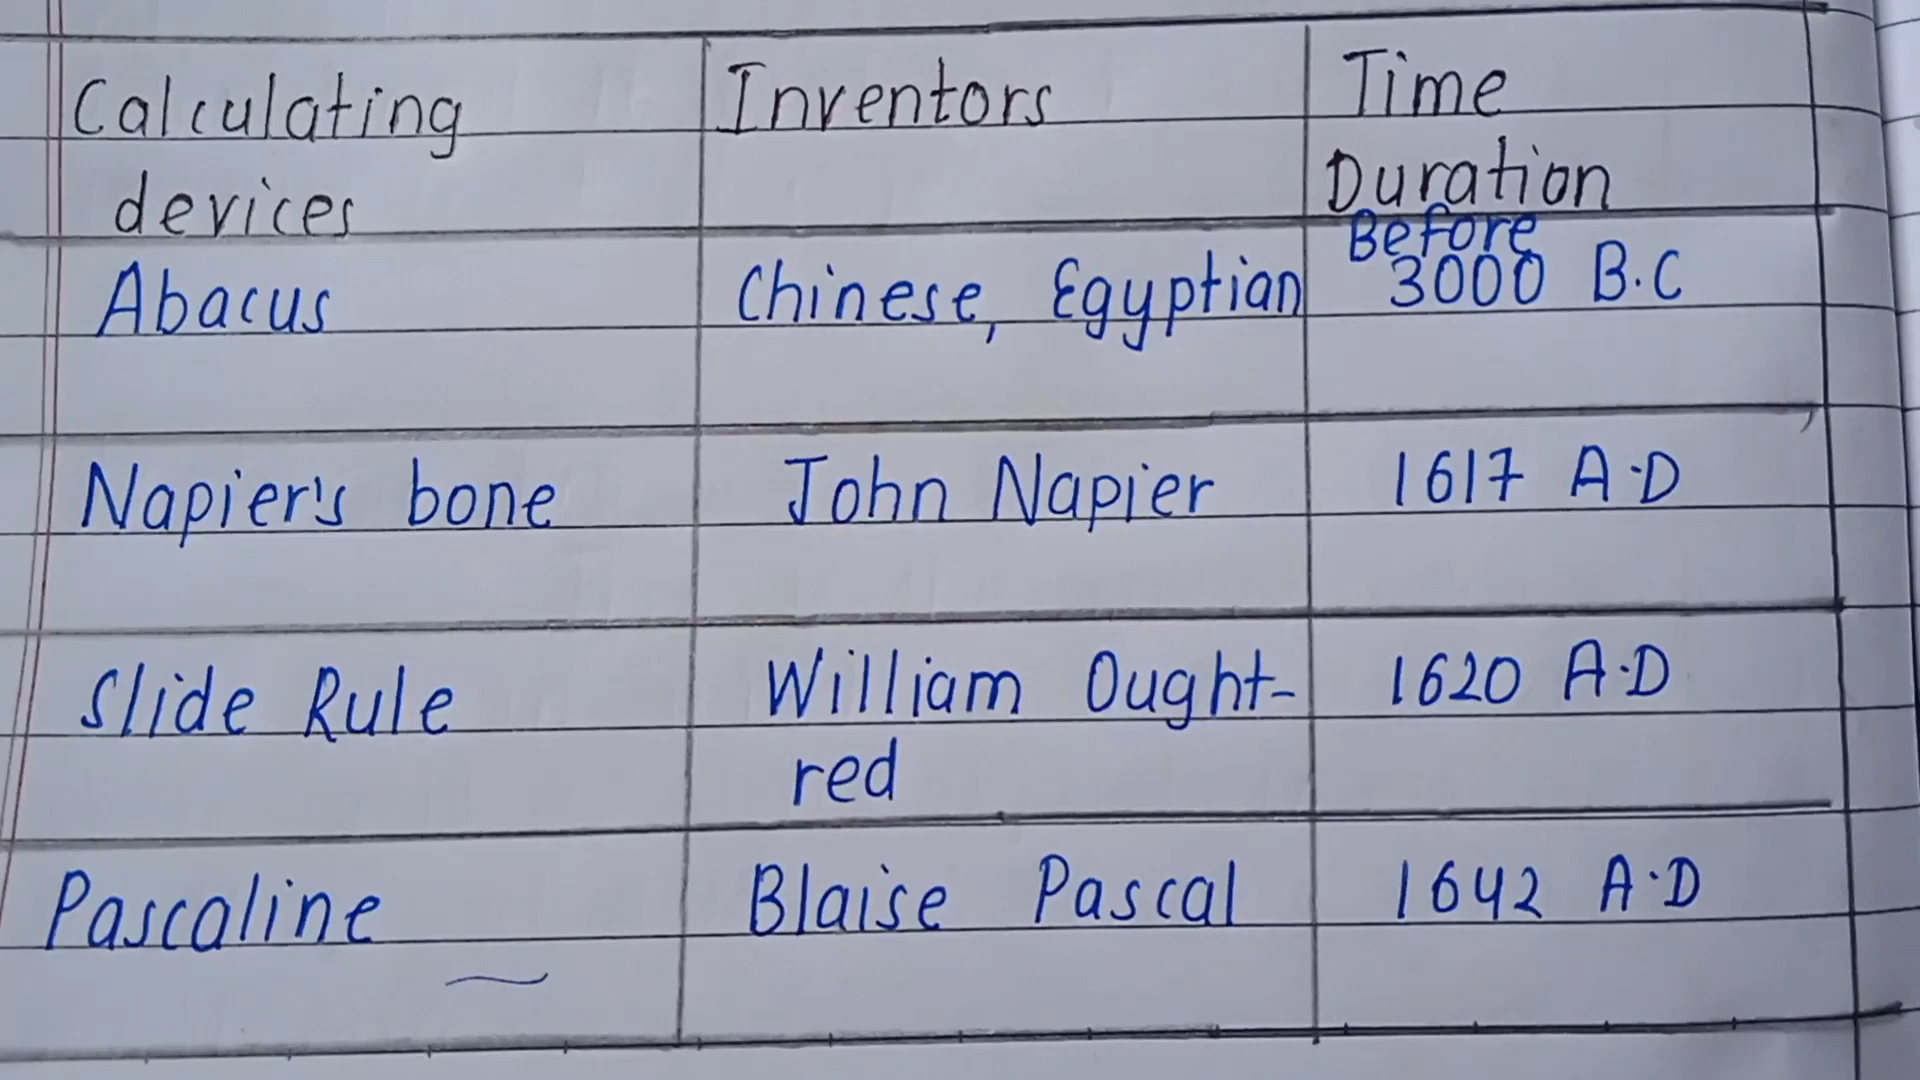 Calculating devices Inventors Time Duration
Abacus Chinese, Egyptian Before 3000 B.C
Napier's bone John Napier 1617 A.D
Slide Rule William Ought-
red 1620 A.D
Pascaline Blaise Pascal 1642 A.D